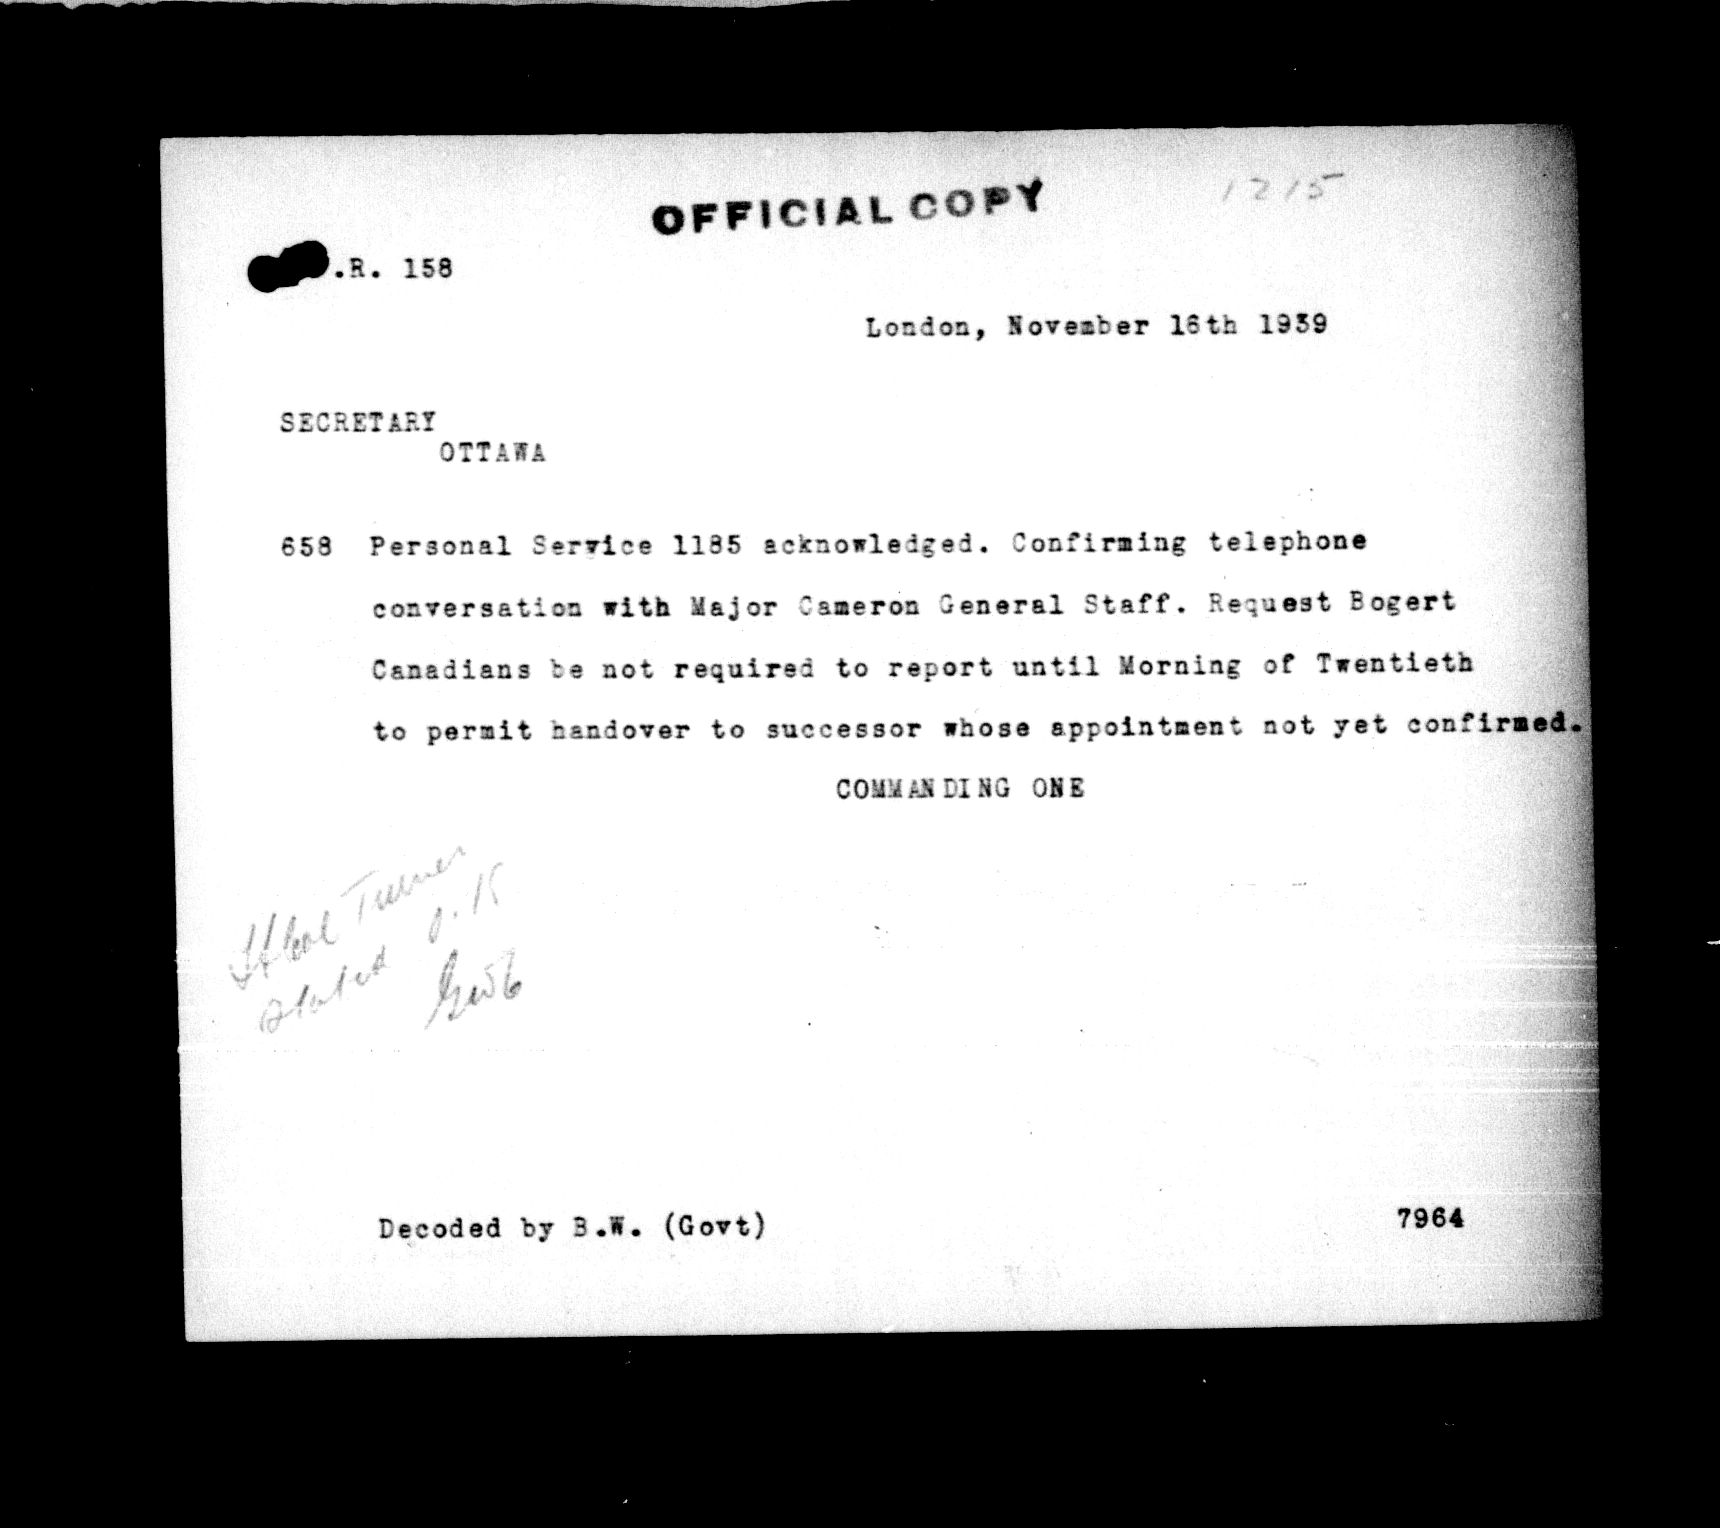 OFFICIAL COPY
1215
.R. 158
London, November 16th 1939
SECRETARY
OTTAWA
658 Personal Service 1185 acknowledged. Confirming telephone
conversation with Major Cameron General Staff. Request Bogert
Canadians be not required to report until Morning of Twentieth
to permit handover to successor whose appointment not yet confirmed.
COMMANDING ONE
Turner
Decoded by B.W. (Govt)
7964